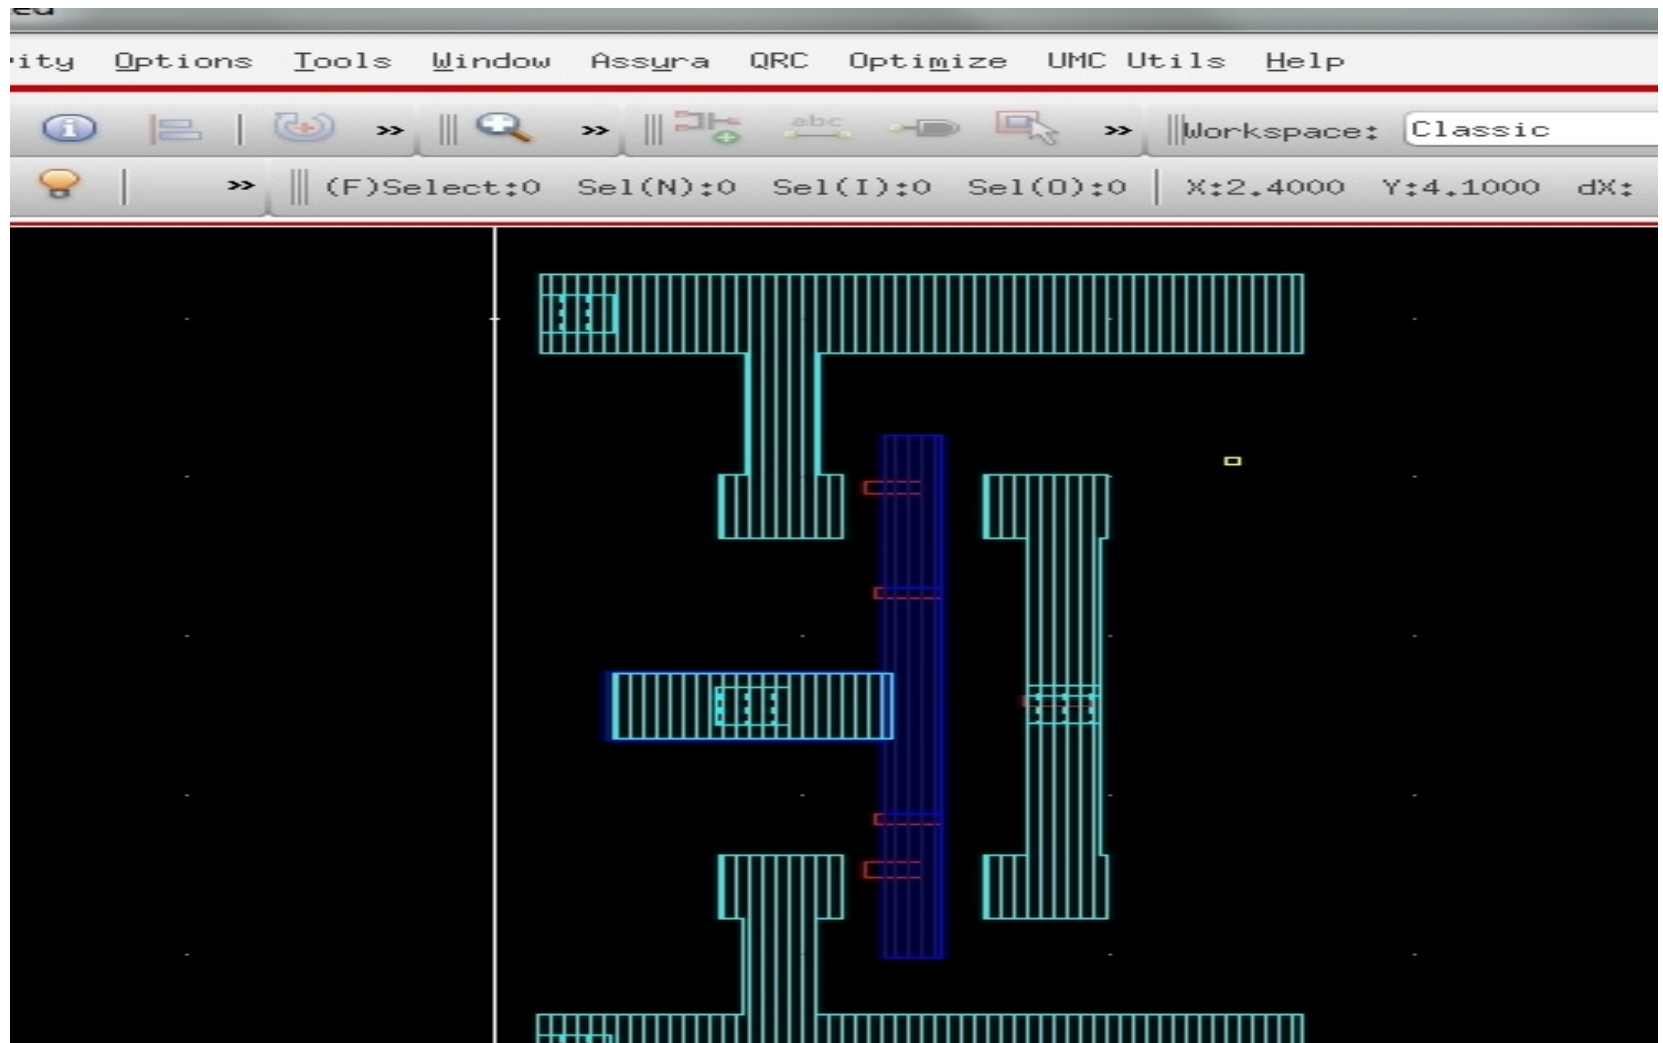 ity Options Tools Window Assura QRC Optimize UMC Utils Help
» » abc » Workspace: Classic
» (F)Select:0 Sel(N):0 Sel(I):0 Sel(O):0 X:2.4000 Y:4.1000 dX: